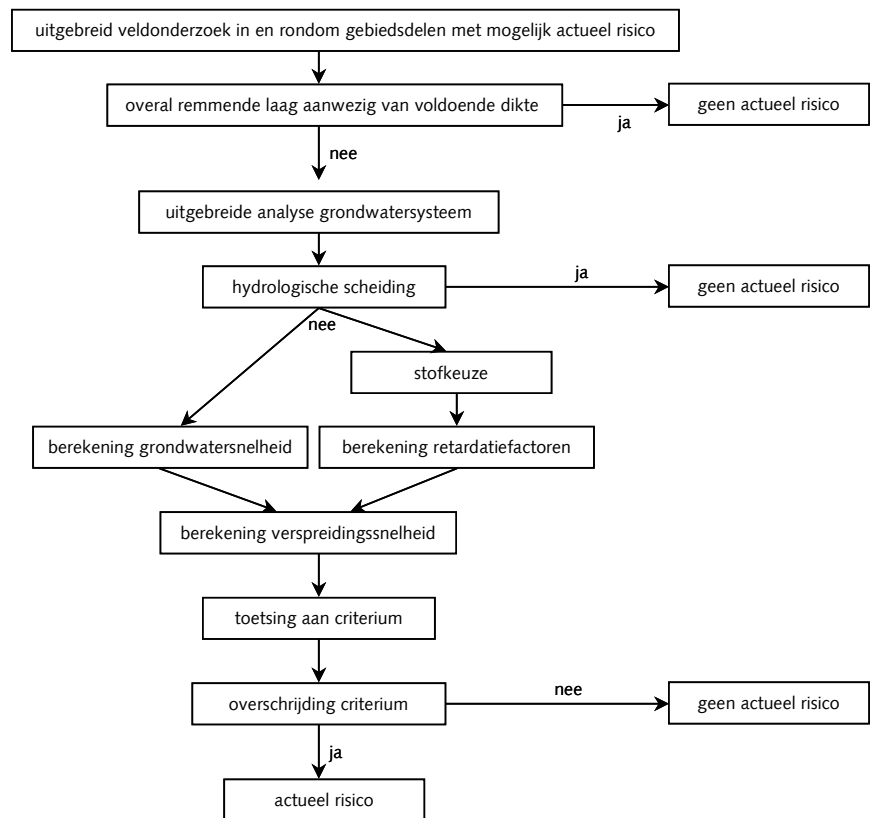 uitgebreid veldonderzoek in en rondom gebiedsdelen met mogelijk actueel risico
overal remmende laag aanwezig van voldoende dikte
geen actueel risico
ja
nee
uitgebreide analyse grondwatersysteem
hydrologische scheiding
ja
geen actueel risico
nee
stofkeuze
berekening grondwatersnelheid
berekening retardatiefactoren
berekening verspreidingssnelheid
toetsing aan criterium
overschrijding criterium
nee
geen actueel risico
ja
actueel risico